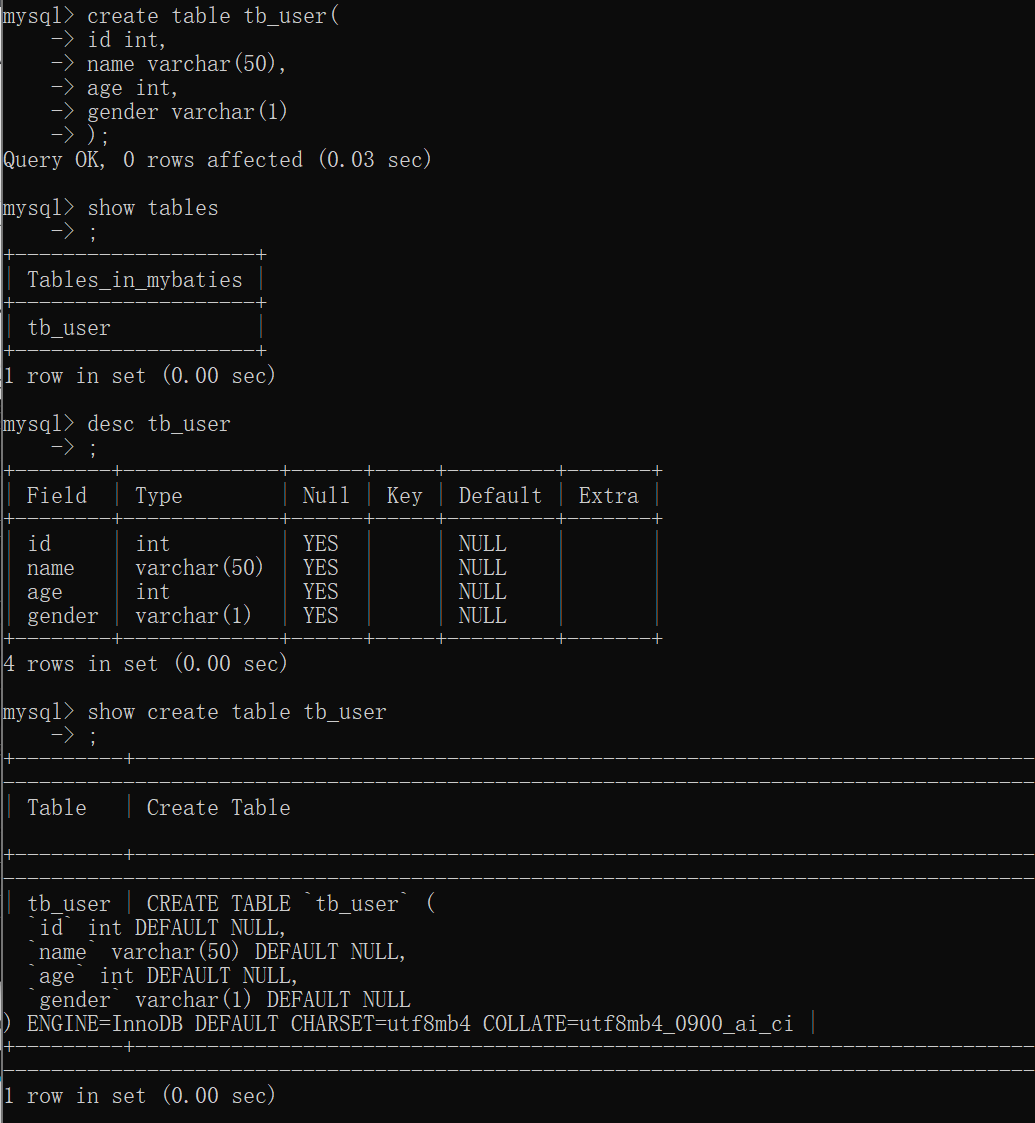 mysql> create table tb_user(
    -> id int,
    -> name varchar(50),
    -> age int,
    -> gender varchar(1)
    -> );
Query OK, 0 rows affected (0.03 sec)

mysql> show tables
    -> ;
+--------------------+
| Tables_in_mybaties |
+--------------------+
| tb_user            |
+--------------------+
1 row in set (0.00 sec)

mysql> desc tb_user
    -> ;
+--------+-------------+------+-----+---------+-------+
| Field  | Type        | Null | Key | Default | Extra |
+--------+-------------+------+-----+---------+-------+
| id     | int         | YES  |     | NULL    |       |
| name   | varchar(50) | YES  |     | NULL    |       |
| age    | int         | YES  |     | NULL    |       |
| gender | varchar(1)  | YES  |     | NULL    |       |
+--------+-------------+------+-----+---------+-------+
4 rows in set (0.00 sec)

mysql> show create table tb_user
    -> ;
+---------+---------------------------------------------------------------------------
--------------------------------------------------------------------------------------
| Table   | Create Table

+---------+---------------------------------------------------------------------------
--------------------------------------------------------------------------------------
| tb_user | CREATE TABLE `tb_user` (
  `id` int DEFAULT NULL,
  `name` varchar(50) DEFAULT NULL,
  `age` int DEFAULT NULL,
  `gender` varchar(1) DEFAULT NULL
) ENGINE=InnoDB DEFAULT CHARSET=utf8mb4 COLLATE=utf8mb4_0900_ai_ci |
+---------+---------------------------------------------------------------------------
--------------------------------------------------------------------------------------
1 row in set (0.00 sec)